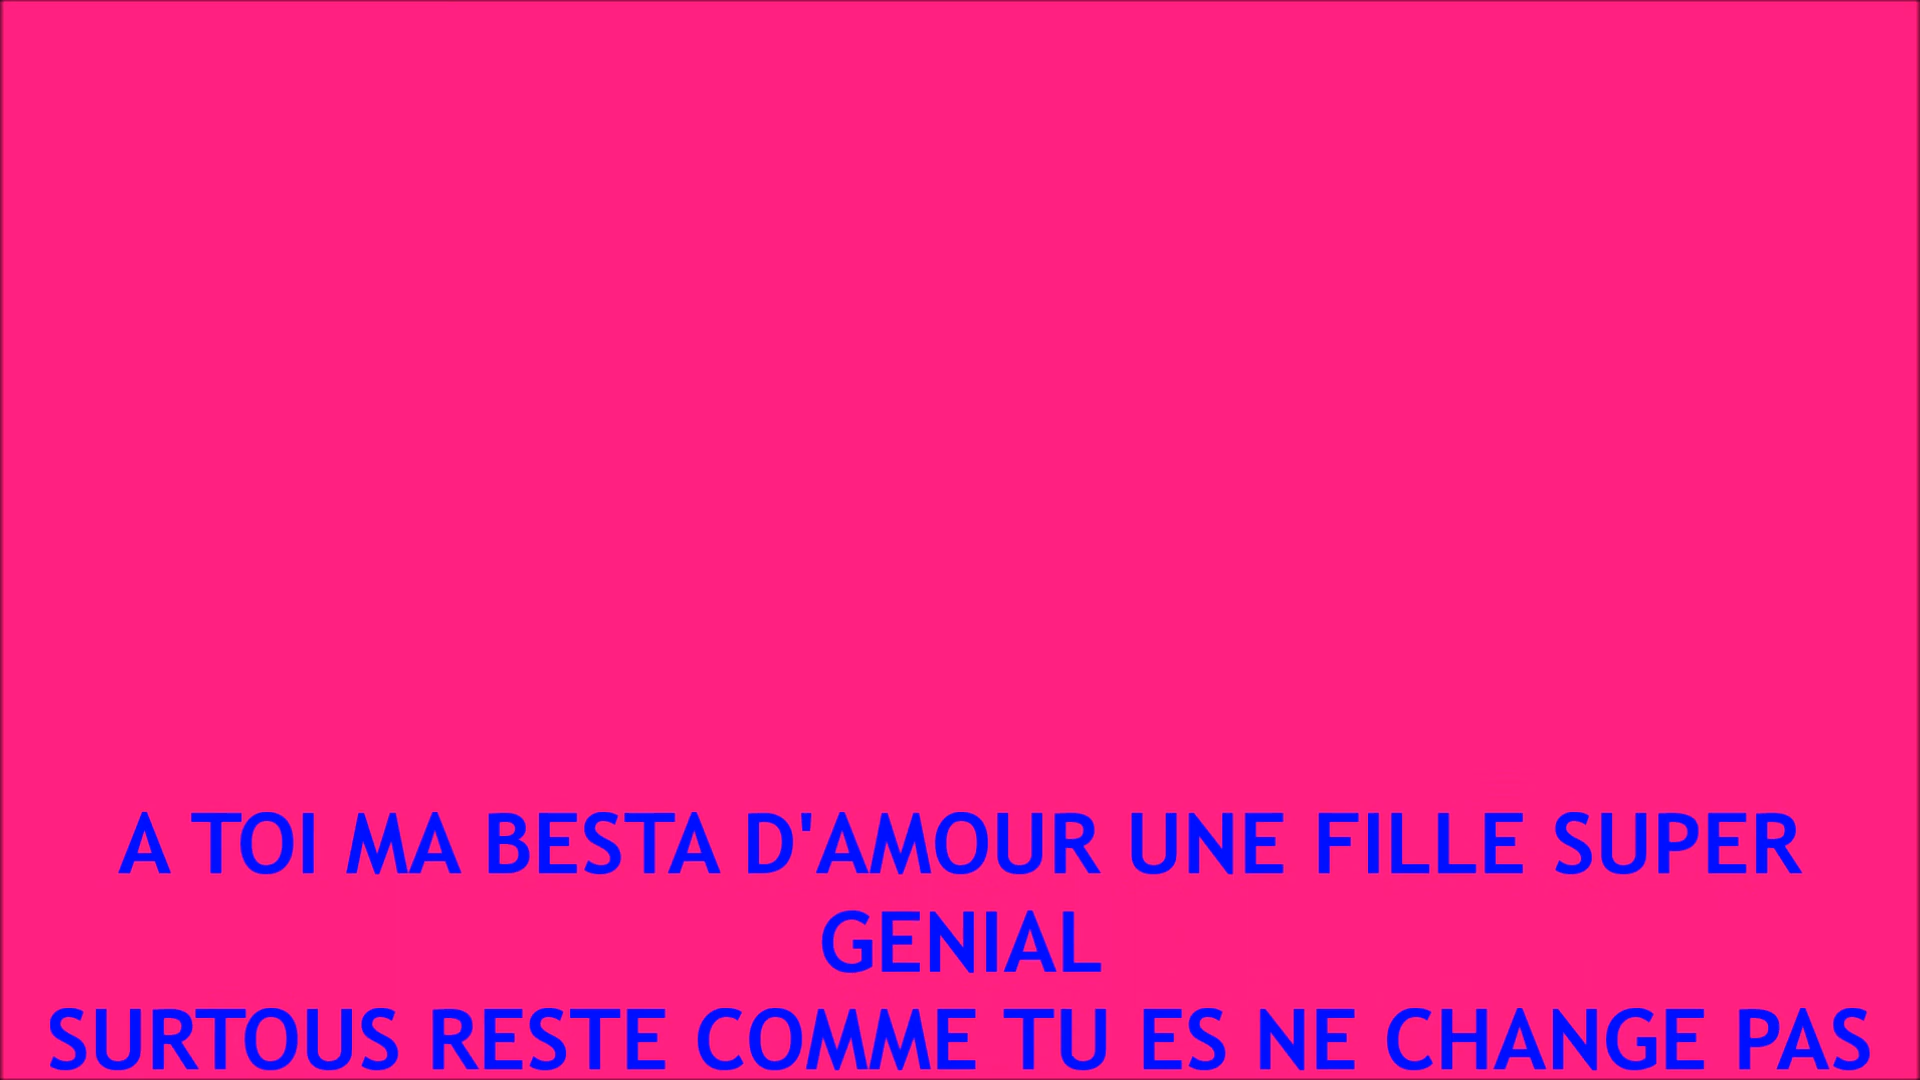 A TOI MA BESTA D'AMOUR UNE FILLE SUPER
GENIAL
SURTOUS RESTE COMME TU ES NE CHANGE PAS